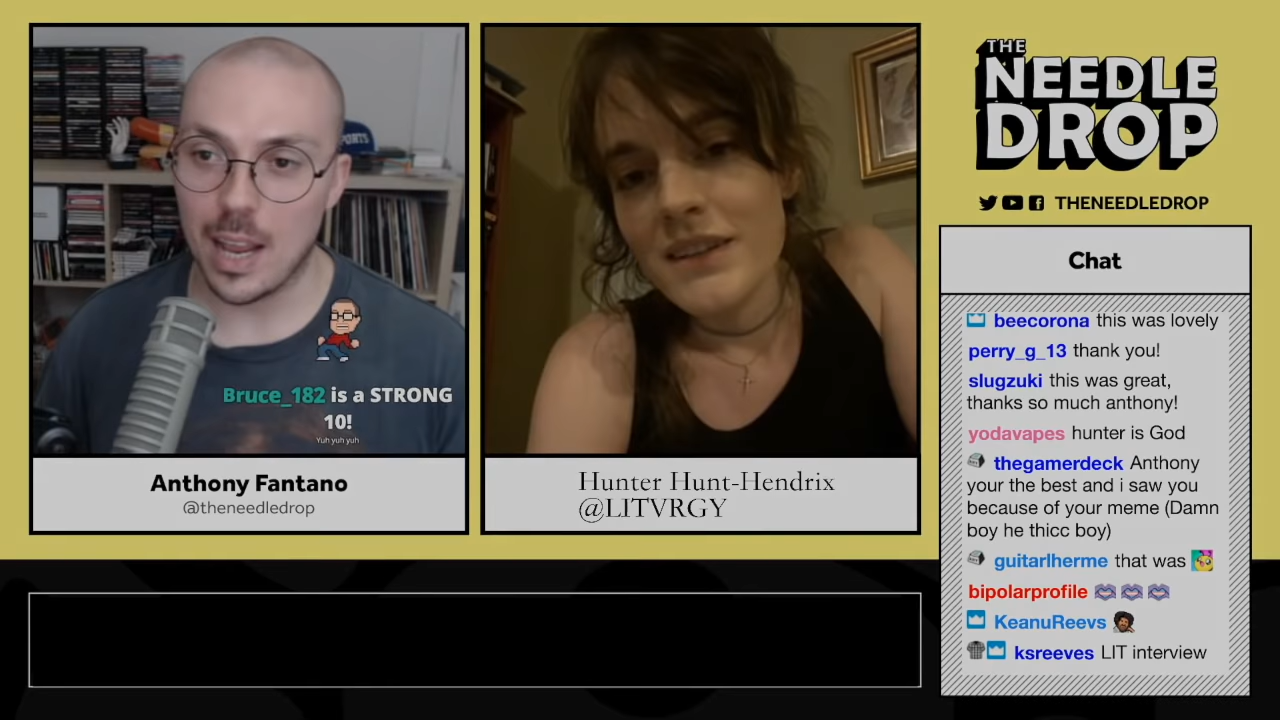 THE
NEEDLE
DROP
THENEEDLEDROP
Bruce_182 is a STRONG
10!
Yuh yuh yuh
Anthony Fantano
@theneedledrop
Hunter Hunt-Hendrix
@LITVRGY
Chat
beecorona this was lovely
perry_g_13 thank you!
slugzuki this was great,
thanks so much anthony!
yodavapes hunter is God
thegamerdeck Anthony
your the best and i saw you
because of your meme (Damn
boy he thicc boy)
guitarlherme that was
bipolarprofile
KeanuReevs
ksreeves LIT interview